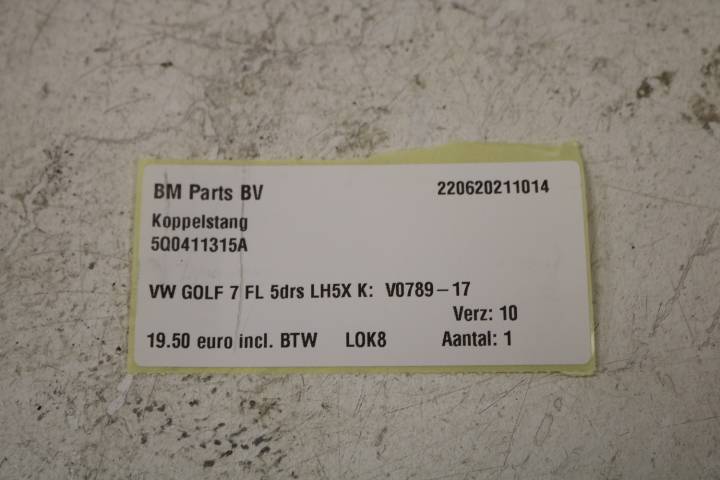 BM Parts BV 220620211014
Koppelstang
5Q0411315A
VW GOLF 7 FL 5drs LH5X K: V0789-17
Verz: 10
19.50 euro incl. BTW LOK8 Aantal: 1